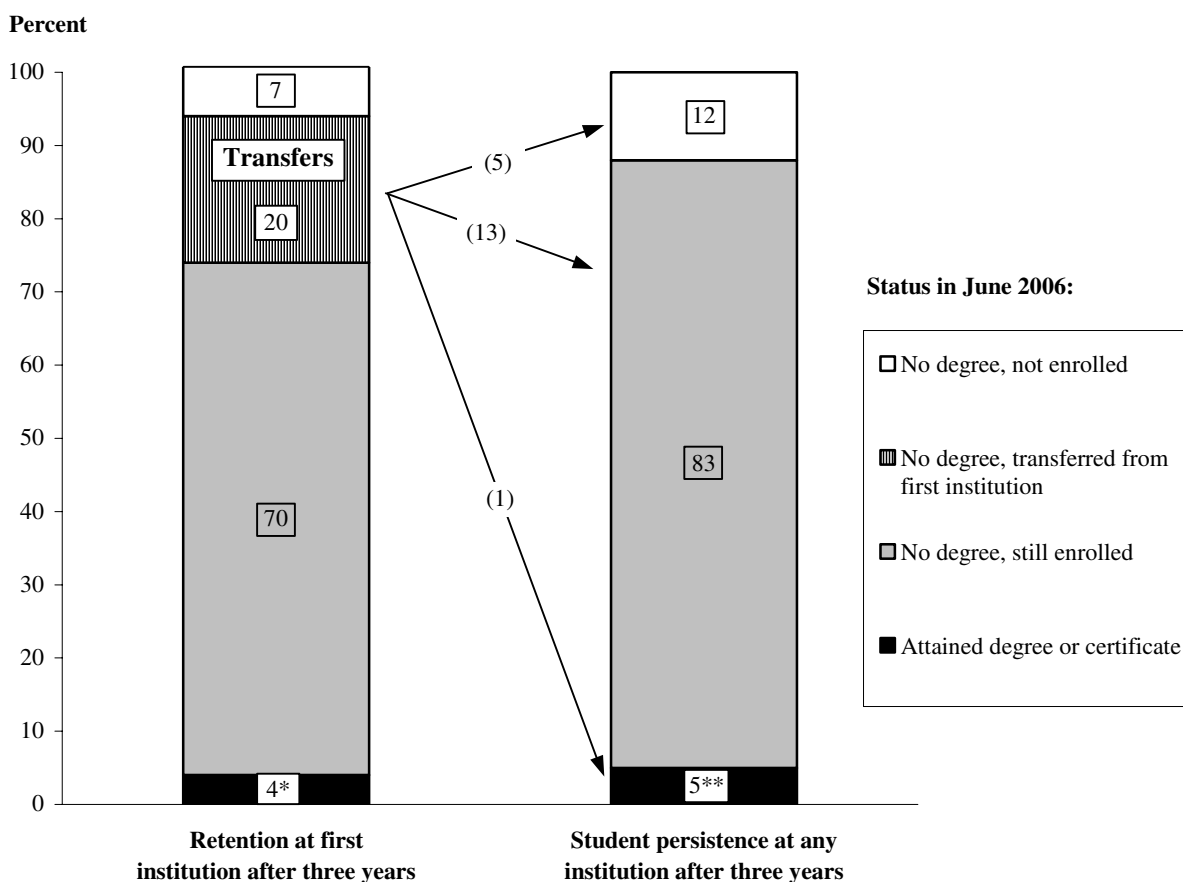 Percent
100
90
80
70
60
50
40
30
20
10
0
7
Transfers
20
70
4*
(5)
(13)
(1)
12
83
5**
Retention at first
institution after three years
Student persistence at any
institution after three years
Status in June 2006:
No degree, not enrolled
No degree, transferred from
first institution
No degree, still enrolled
Attained degree or certificate